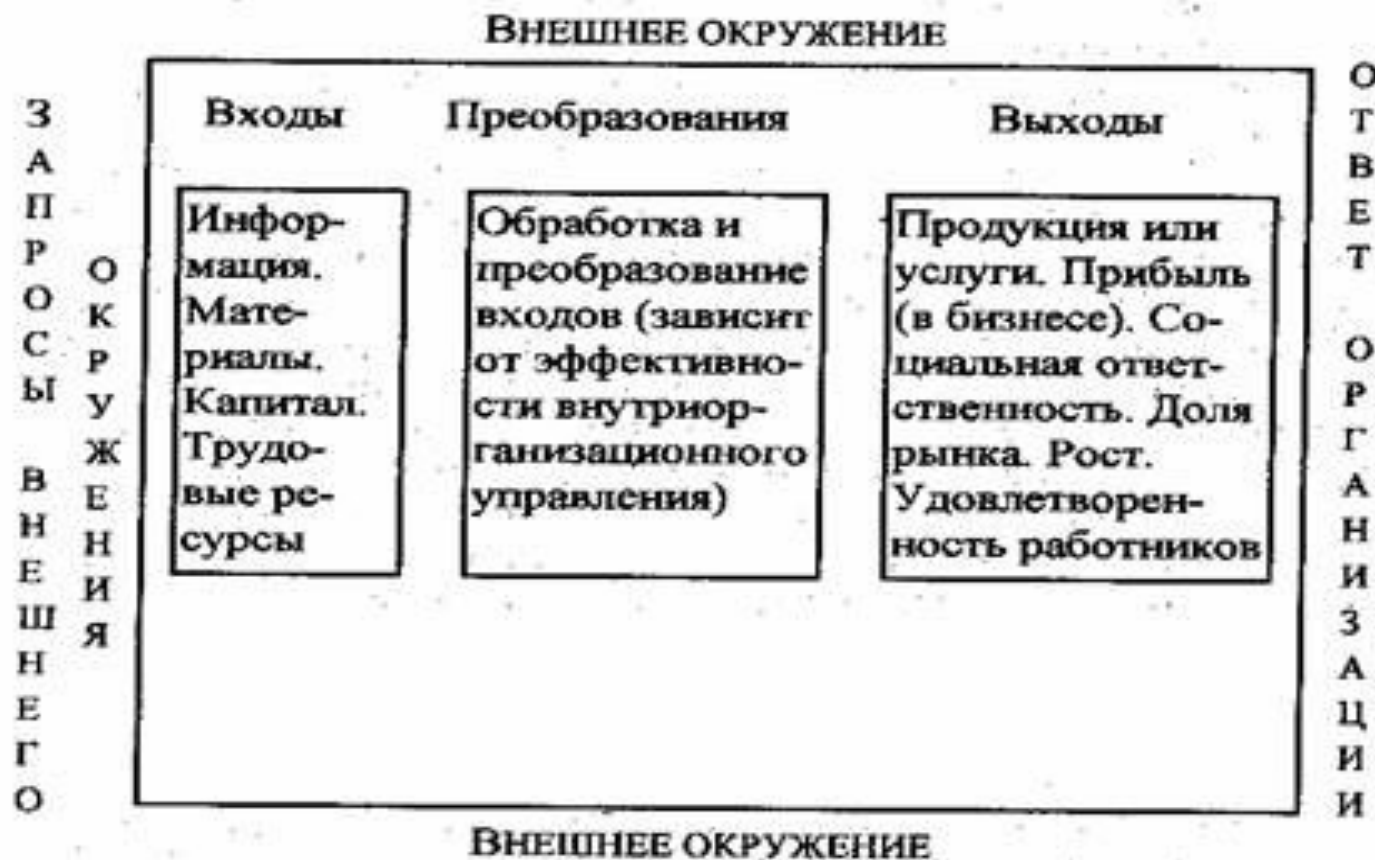 ВНЕШНЕЕ ОКРУЖЕНИЕ
ЗАПРОСЫ ВНЕШНЕГО
ОКРУЖЕНИЯ
Входы
Инфор-
мация.
Мате-
риалы.
Капитал.
Трудо-
вые ре-
сурсы
Преобразования
Обработка и
преобразование
входов (зависит
от эффективно-
сти внутриор-
ганизационного
управления)
Выходы
Продукция или
услуги. Прибыль
(в бизнесе). Со-
циальная ответ-
ственность. Доля
рынка. Рост.
Удовлетворен-
ность работников
ОТВЕТ ОРГАНИЗАЦИИ
ВНЕШНЕЕ ОКРУЖЕНИЕ